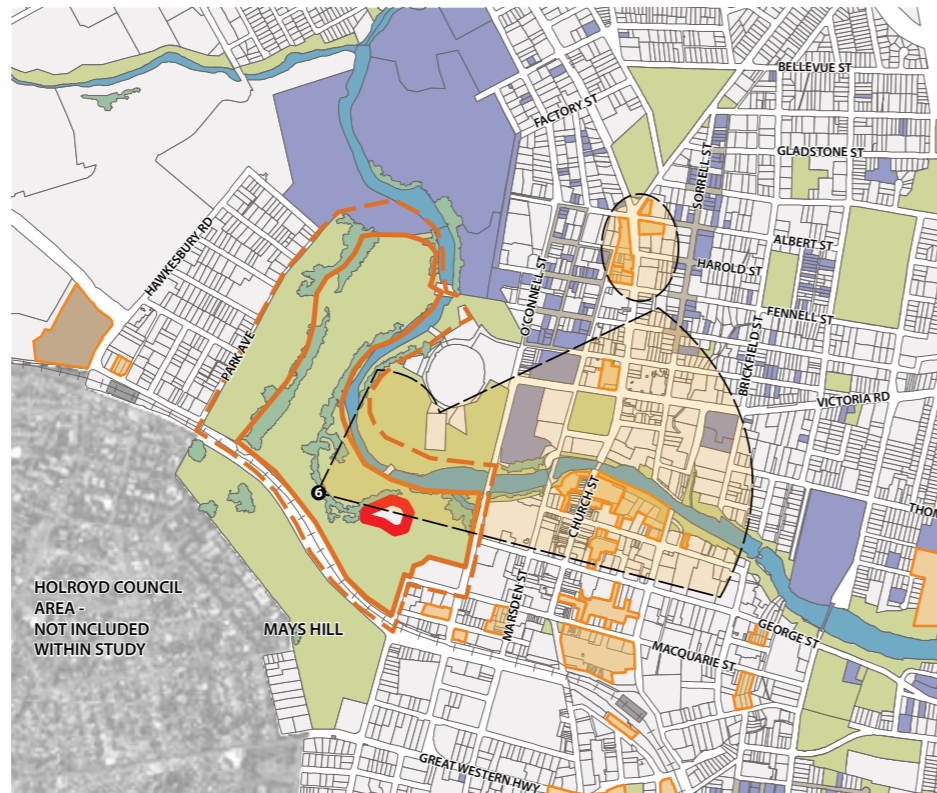 BELLEVUE ST
FACTORY ST
GLADSTONE ST
SORRELL ST
HAWKESBURY RD
ALBERT ST
HAROLD ST
O'CONNELL ST
FENNELL ST
PARK AVE
BRICKFIELD ST
VICTORIA RD
6
CHURCH ST
THOM
HOLROYD COUNCIL
AREA -
NOT INCLUDED
WITHIN STUDY
MAYS HILL
MARSDEN ST
GEORGE ST
MACQUARIE ST
GREAT WESTERN HWY